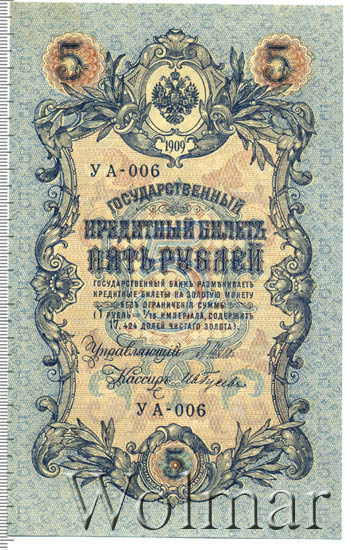 5 5
1909
УА-006
ГОСУДАРСТВЕННЫЙ
КРЕДИТНЫЙ БИЛЕТЪ
ПЯТЬ РУБЛЕЙ
ГОСУДАРСТВЕННЫЙ БАНКЪ РАЗМѢНИВАЕТЪ
КРЕДИТНЫЕ БИЛЕТЫ НА ЗОЛОТУЮ МОНЕТУ
БЕЗЪ ОГРАНИЧЕНІЯ СУММЫ
(1 РУБЛЬ = 1/15 ИМПЕРІАЛА, СОДЕРЖИТЪ
17,424 ДОЛЕЙ ЧИСТАГО ЗОЛОТА).
Управляющій
Кассиръ
УА-006
5
Wolmar